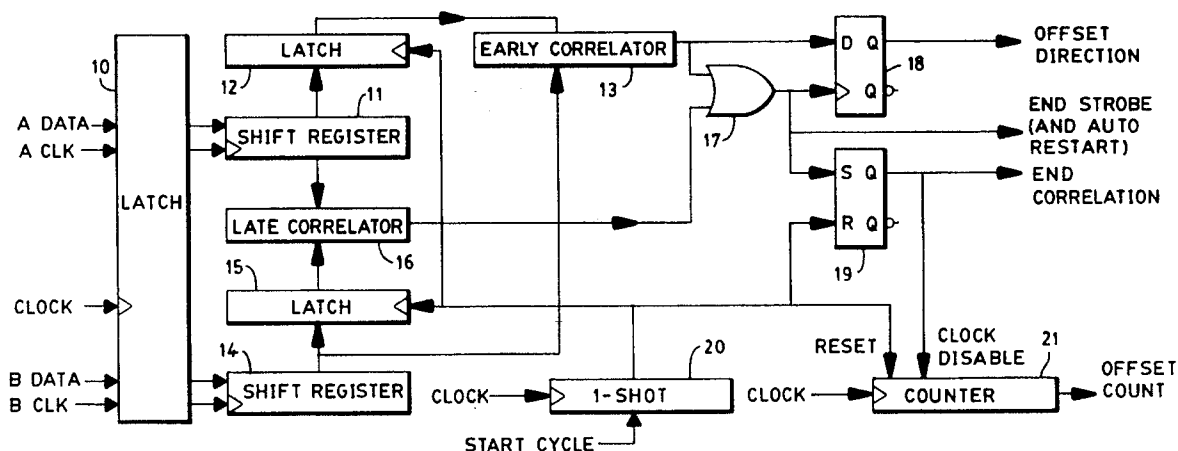 10
A DATA
A CLK
LATCH
CLOCK
B DATA
B CLK
LATCH
12
11
SHIFT REGISTER
LATE CORRELATOR
16
15
LATCH
14
SHIFT REGISTER
EARLY CORRELATOR
13
17
D Q
Q
18
OFFSET
DIRECTION
END STROBE
(AND AUTO
RESTART)
S Q
R Q
19
END
CORRELATION
CLOCK
1-SHOT
20
START CYCLE
RESET
CLOCK
DISABLE
21
CLOCK
COUNTER
OFFSET
COUNT